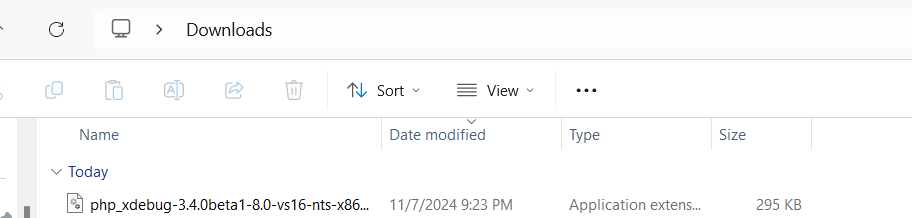 Downloads
Sort View
Name Date modified Type Size
Today
php_xdebug-3.4.0beta1-8.0-vs16-nts-x86... 11/7/2024 9:23 PM Application extens... 295 KB